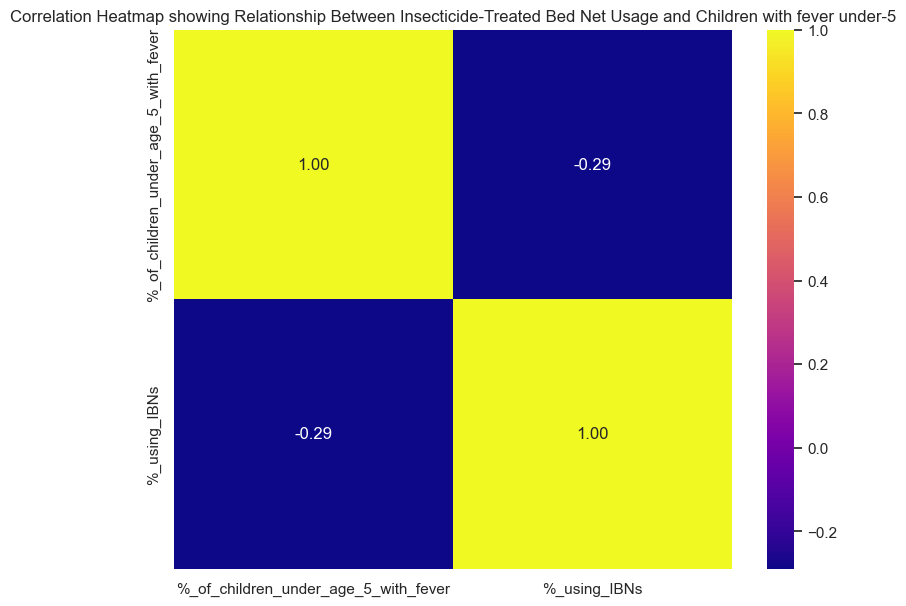 Correlation Heatmap showing Relationship Between Insecticide-Treated Bed Net Usage and Children with fever under-5
%_of_children_under_age_5_with_fever
%_using_IBNs
1.00
-0.29
-0.29
1.00
%_of_children_under_age_5_with_fever
%_using_IBNs
1.0
0.8
0.6
0.4
0.2
0.0
−0.2